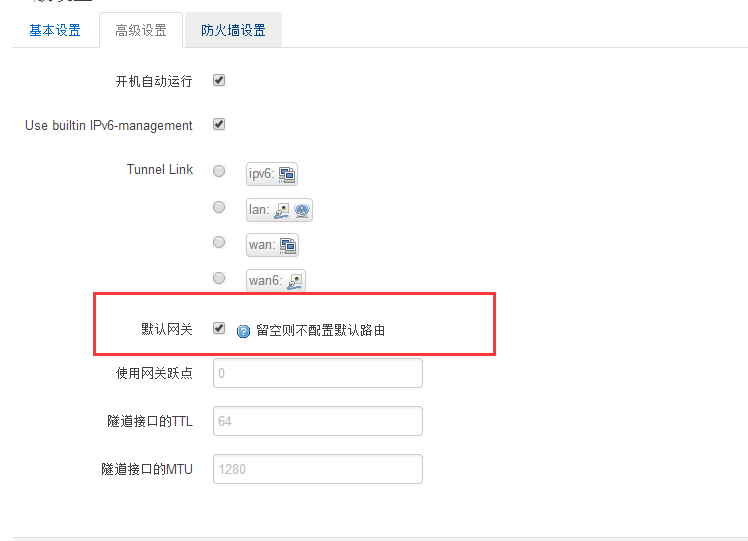 基本设置
高级设置
防火墙设置
开机自动运行
Use builtin IPv6-management
Tunnel Link
ipv6:
lan:
wan:
wan6:
默认网关
留空则不配置默认路由
使用网关跃点
0
隧道接口的TTL
64
隧道接口的MTU
1280